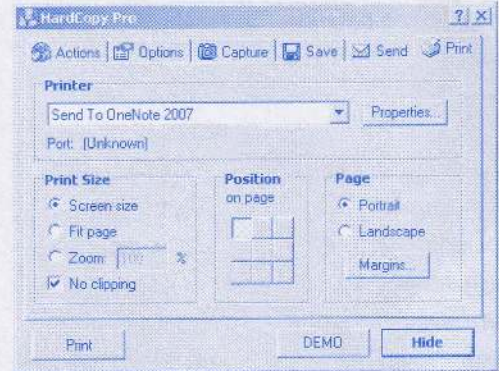 HardCopy Pro
Actions Options Capture Save Send Print
Printer
Send To OneNote 2007 Properties...
Port: (Unknown)
Print Size
Screen size
Fit page
Zoom: 100 %
No clipping
Position
on page
Page
Portrait
Landscape
Margins...
Print DEMO Hide